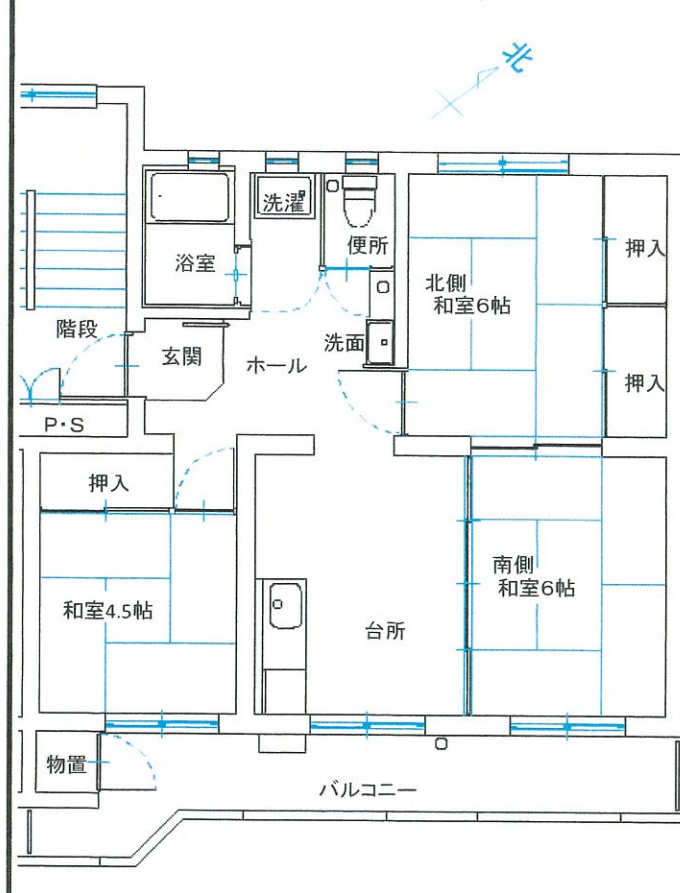 北
洗濯
便所
浴室
北側
和室6帖
押入
階段
玄関
ホール
洗面
押入
P・S
押入
南側
和室6帖
和室4.5帖
台所
物置
バルコニー